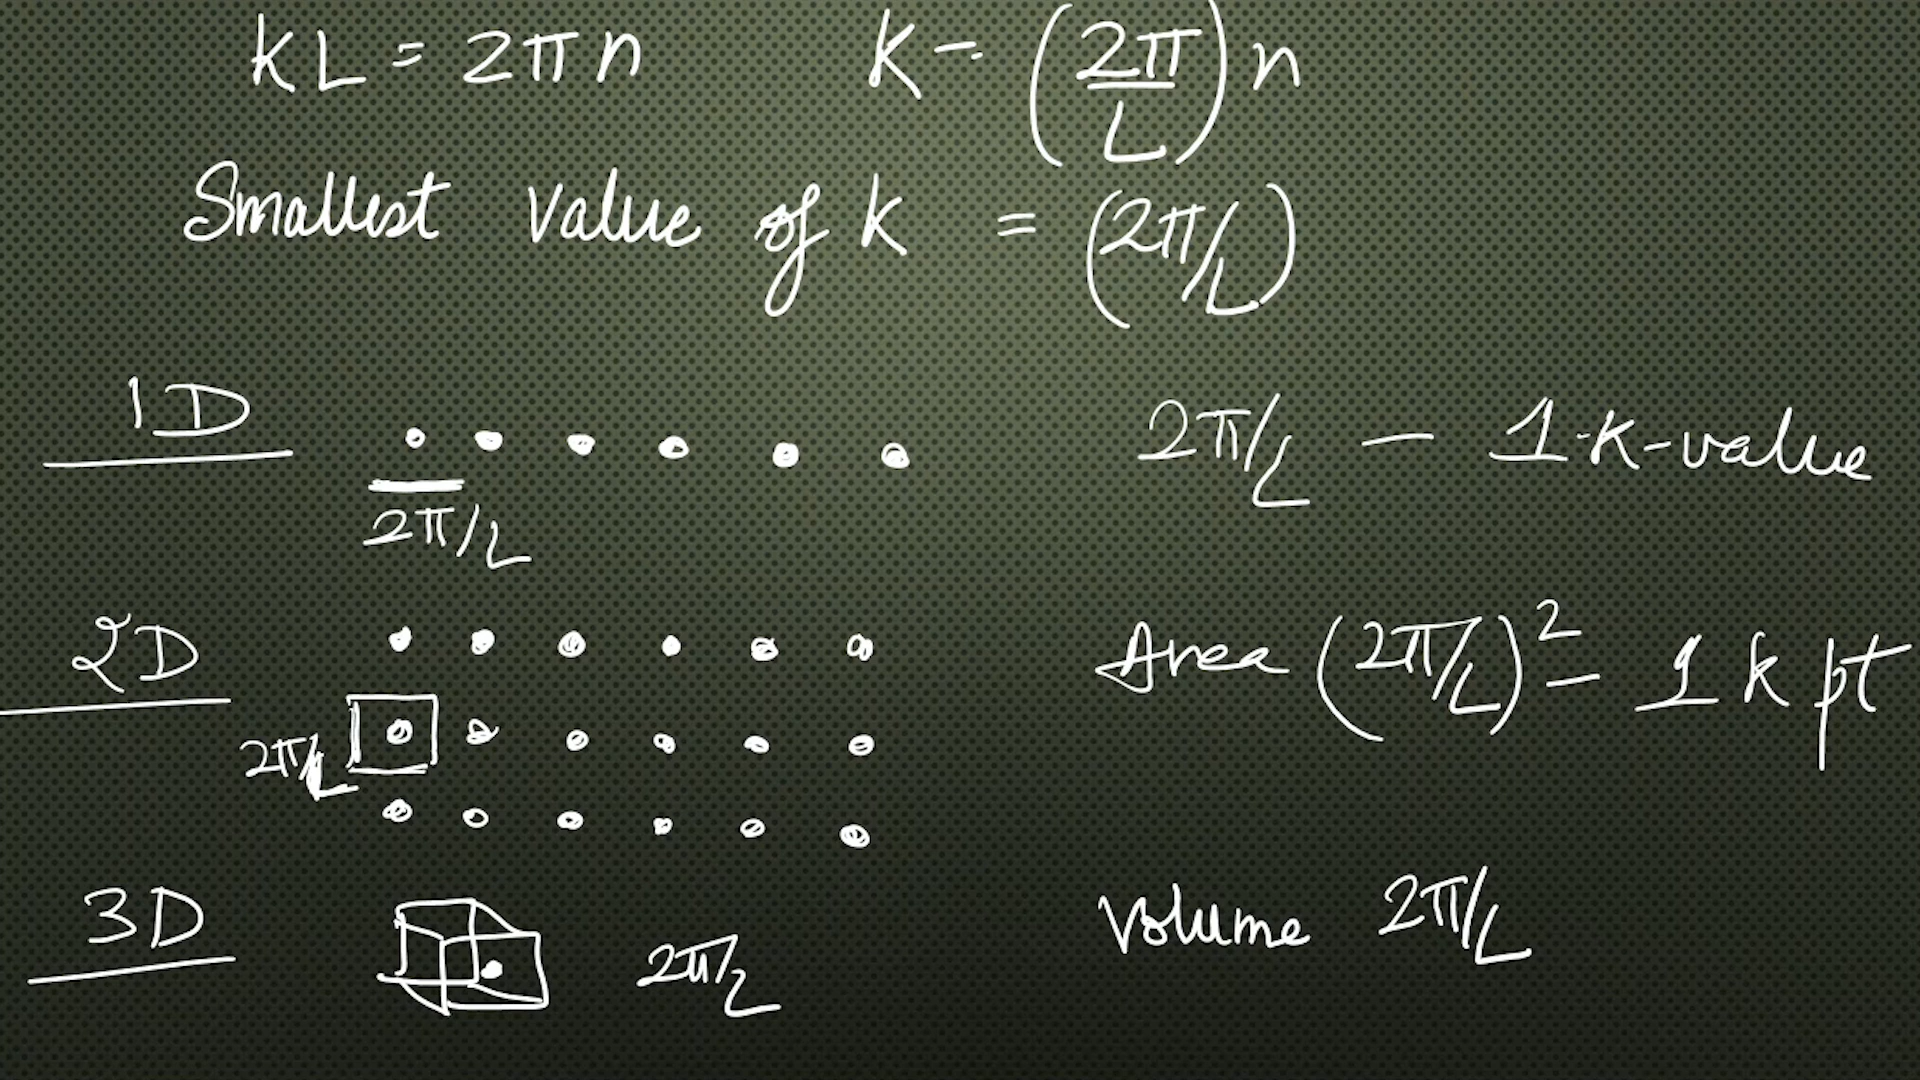 kL = 2πn    k = (2π/L) n
Smallest value of k = (2π/L)
1D
2π/L — 1-k-value
2π/L
2D
Area (2π/L)² – 1 k pt
2π/L
3D
2π/L
Volume 2π/L